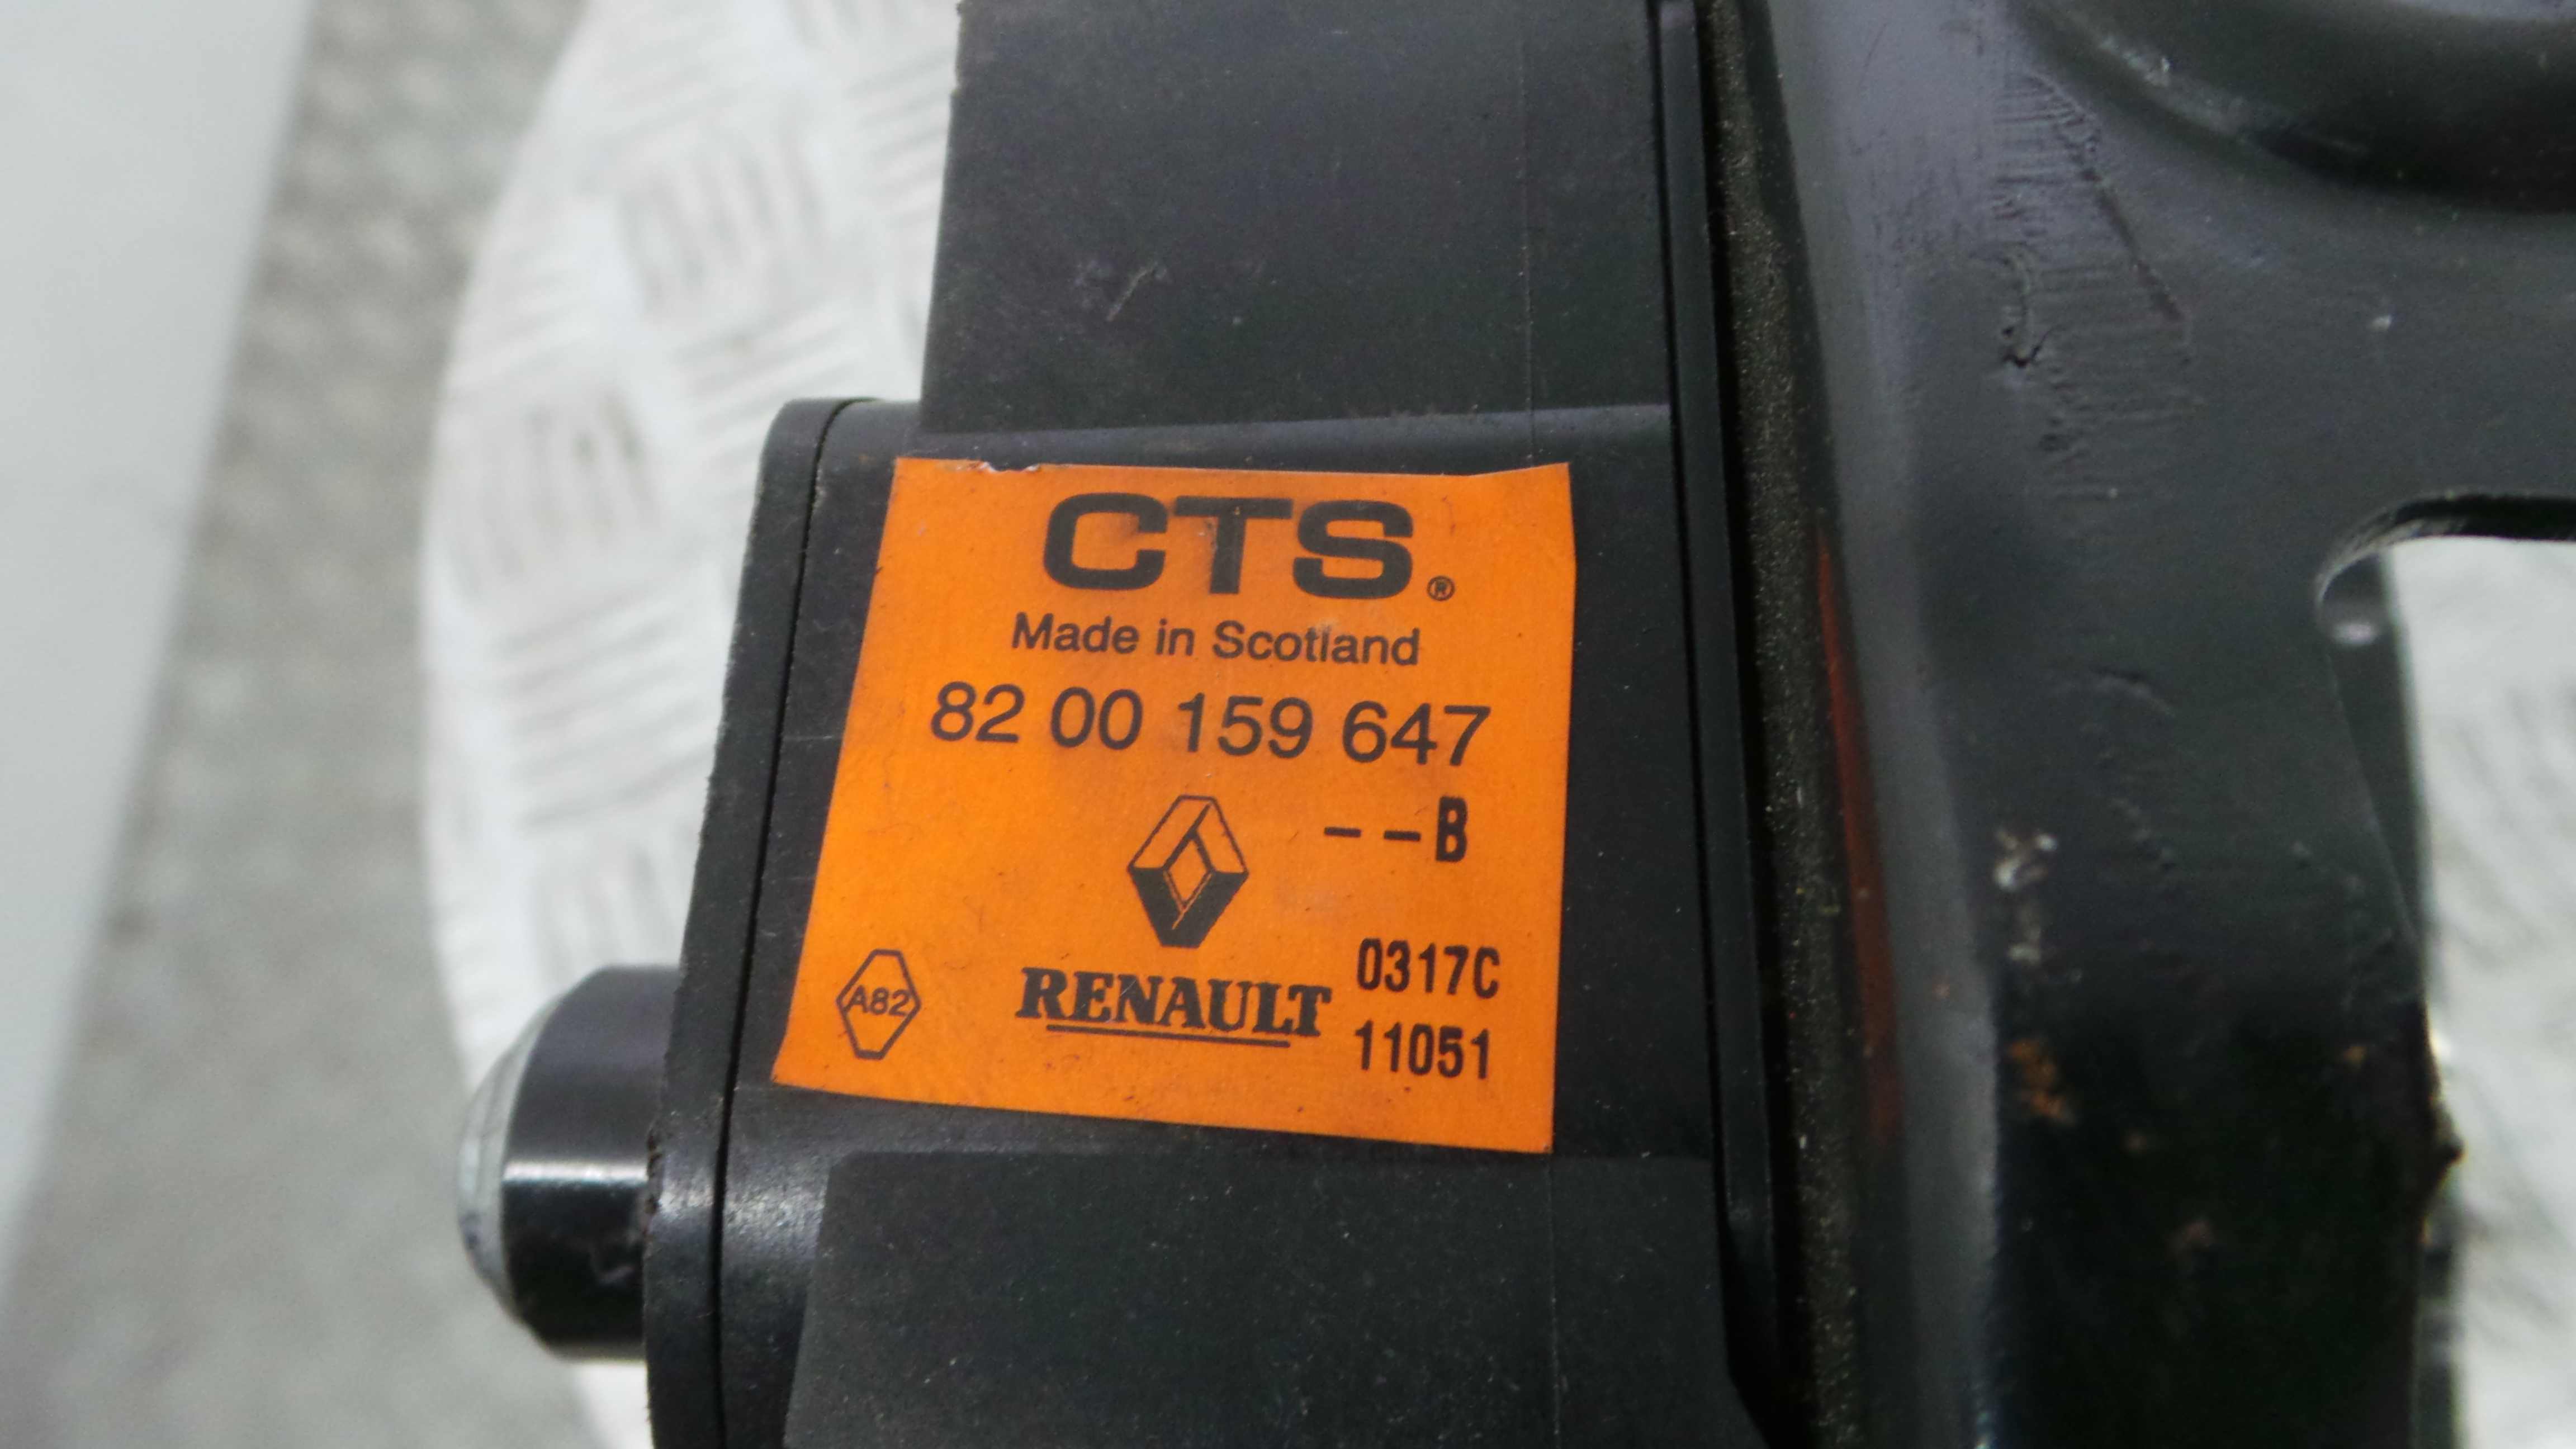 CTS®
Made in Scotland
82 00 159 647
--B
A82
RENAULT
0317C
11051